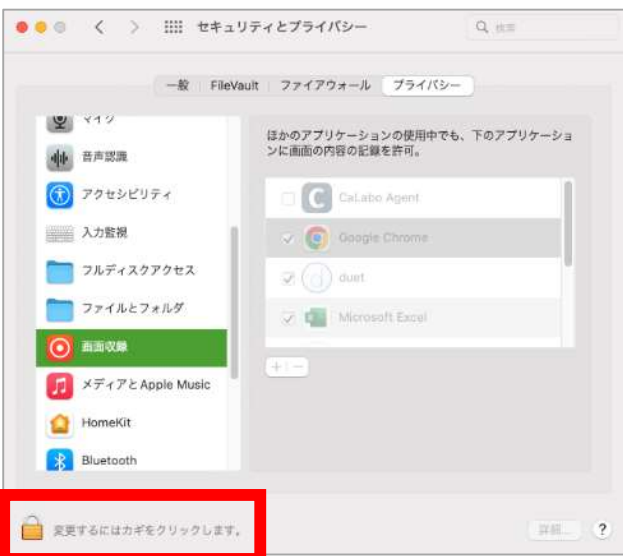 セキュリティとプライバシー
検索
一般 FileVault ファイアウォール プライバシー
マイク
音声認識
アクセシビリティ
入力監視
フルディスクアクセス
ファイルとフォルダ
画面収録
メディアとApple Music
HomeKit
Bluetooth
ほかのアプリケーションの使用中でも、下のアプリケーショ
ンに画面の内容の記録を許可。
CaLabo Agent
Google Chrome
duet
Microsoft Excel
変更するにはカギをクリックします。
詳細...
?